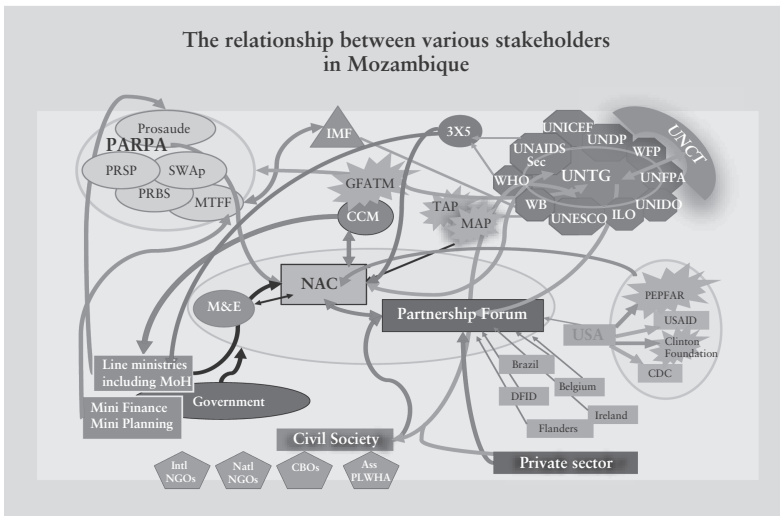 The relationship between various stakeholders
in Mozambique
Prosaude
PARPA
PRSP
SWAp
PRBS
MTFF
IMF
3X5
GFATM
CCM
TAP
MAP
UNICEF
UNDP
UNAIDS
Sec
WFP
UNCT
WHO
UNTG
UNFPA
WB
UNESCO
ILO
UNIDO
NAC
M&E
Partnership Forum
USA
PEPFAR
USAID
Clinton
Foundation
CDC
Brazil
Belgium
DFID
Ireland
Flanders
Line ministries
including MoH
Mini Finance
Mini Planning
Government
Civil Society
Private sector
Intl
NGOs
Natl
NGOs
CBOs
Ass
PLWHA